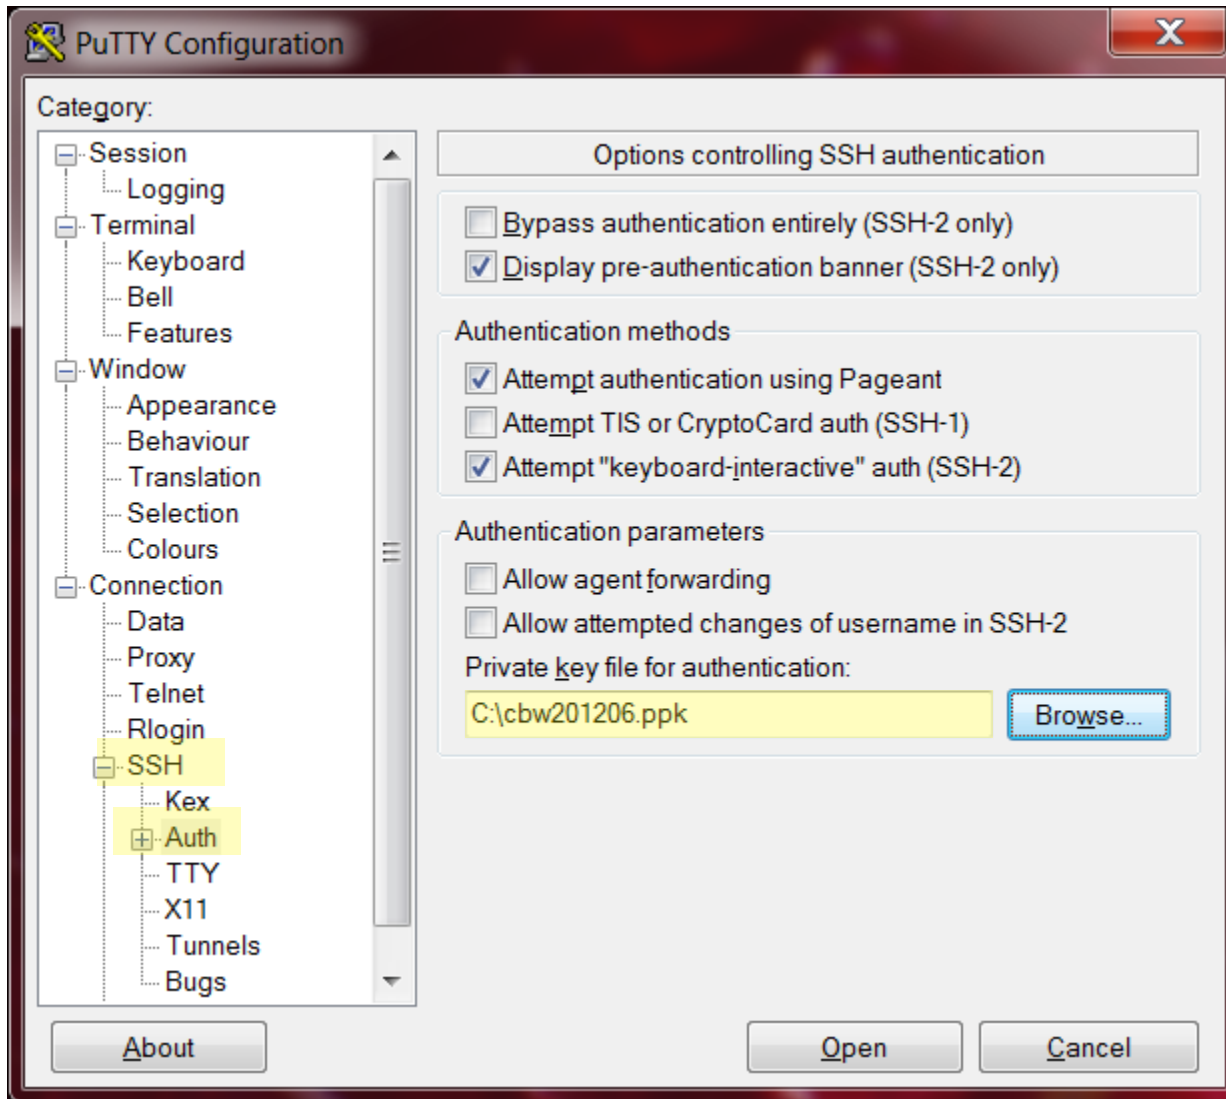 PuTTY Configuration
Category:
Session
Logging
Terminal
Keyboard
Bell
Features
Window
Appearance
Behaviour
Translation
Selection
Colours
Connection
Data
Proxy
Telnet
Rlogin
SSH
Kex
Auth
TTY
X11
Tunnels
Bugs
Options controlling SSH authentication
Bypass authentication entirely (SSH-2 only)
Display pre-authentication banner (SSH-2 only)
Authentication methods
Attempt authentication using Pageant
Attempt TIS or CryptoCard auth (SSH-1)
Attempt "keyboard-interactive" auth (SSH-2)
Authentication parameters
Allow agent forwarding
Allow attempted changes of username in SSH-2
Private key file for authentication:
C:\cbw201206.ppk
Browse...
About
Open
Cancel